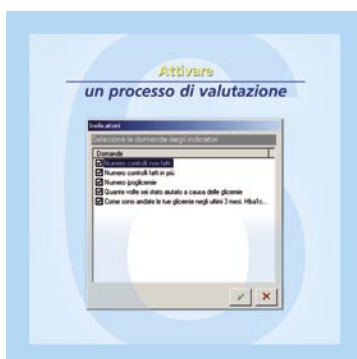 Attivare
un processo di valutazione
Indicatori
Seleziona le domande degli indicatori
Domande
Numero controlli non fatti
Numero controlli fatti in più
Numero ipoglicemie
Quante volte sei stato aiutato a causa delle glicemie
Come sono andate le tue glicemie negli ultimi 3 mesi. Hba1c...